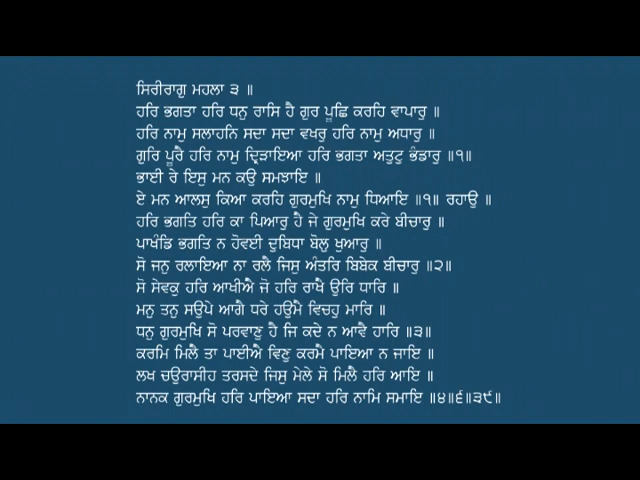 ਸਿਰੀਰਾਗੁ ਮਹਲਾ ੩ ॥
ਹਰਿ ਭਗਤਾ ਹਰਿ ਧਨੁ ਰਾਸਿ ਹੈ ਗੁਰ ਪੂਛਿ ਕਰਹਿ ਵਾਪਾਰੁ ॥
ਹਰਿ ਨਾਮੁ ਸਲਾਹਨਿ ਸਦਾ ਸਦਾ ਵਖਰੁ ਹਰਿ ਨਾਮੁ ਅਧਾਰੁ ॥
ਗੁਰਿ ਪੂਰੈ ਹਰਿ ਨਾਮੁ ਦ੍ਰਿੜਾਇਆ ਹਰਿ ਭਗਤਾ ਅਤੁਟੁ ਭੰਡਾਰੁ ॥੧॥
ਭਾਈ ਰੇ ਇਸੁ ਮਨ ਕਉ ਸਮਝਾਇ ॥
ਏ ਮਨ ਆਲਸੁ ਕਿਆ ਕਰਹਿ ਗੁਰਮੁਖਿ ਨਾਮੁ ਧਿਆਇ ॥੧॥ ਰਹਾਉ ॥
ਹਰਿ ਭਗਤਿ ਹਰਿ ਕਾ ਪਿਆਰੁ ਹੈ ਜੇ ਗੁਰਮੁਖਿ ਕਰੇ ਬੀਚਾਰੁ ॥
ਪਾਖੰਡਿ ਭਗਤਿ ਨ ਹੋਵਈ ਦੁਬਿਧਾ ਬੋਲੁ ਖੁਆਰੁ ॥
ਸੋ ਜਨੁ ਰਲਾਇਆ ਨਾ ਰਲੈ ਜਿਸੁ ਅੰਤਰਿ ਬਿਬੇਕ ਬੀਚਾਰੁ ॥੨॥
ਸੋ ਸੇਵਕੁ ਹਰਿ ਆਖੀਐ ਜੋ ਹਰਿ ਰਾਖੈ ਉਰਿ ਧਾਰਿ ॥
ਮਨੁ ਤਨੁ ਸਉਪੇ ਆਗੈ ਧਰੇ ਹਉਮੈ ਵਿਚਹੁ ਮਾਰਿ ॥
ਧਨੁ ਗੁਰਮੁਖਿ ਸੋ ਪਰਵਾਣੁ ਹੈ ਜਿ ਕਦੇ ਨ ਆਵੈ ਹਾਰਿ ॥੩॥
ਕਰਮਿ ਮਿਲੈ ਤਾ ਪਾਈਐ ਵਿਣੁ ਕਰਮੈ ਪਾਇਆ ਨ ਜਾਇ ॥
ਲਖ ਚਉਰਾਸੀਹ ਤਰਸਦੇ ਜਿਸੁ ਮੇਲੇ ਸੋ ਮਿਲੈ ਹਰਿ ਆਇ ॥
ਨਾਨਕ ਗੁਰਮੁਖਿ ਹਰਿ ਪਾਇਆ ਸਦਾ ਹਰਿ ਨਾਮਿ ਸਮਾਇ ॥੪॥੬॥੩੯॥